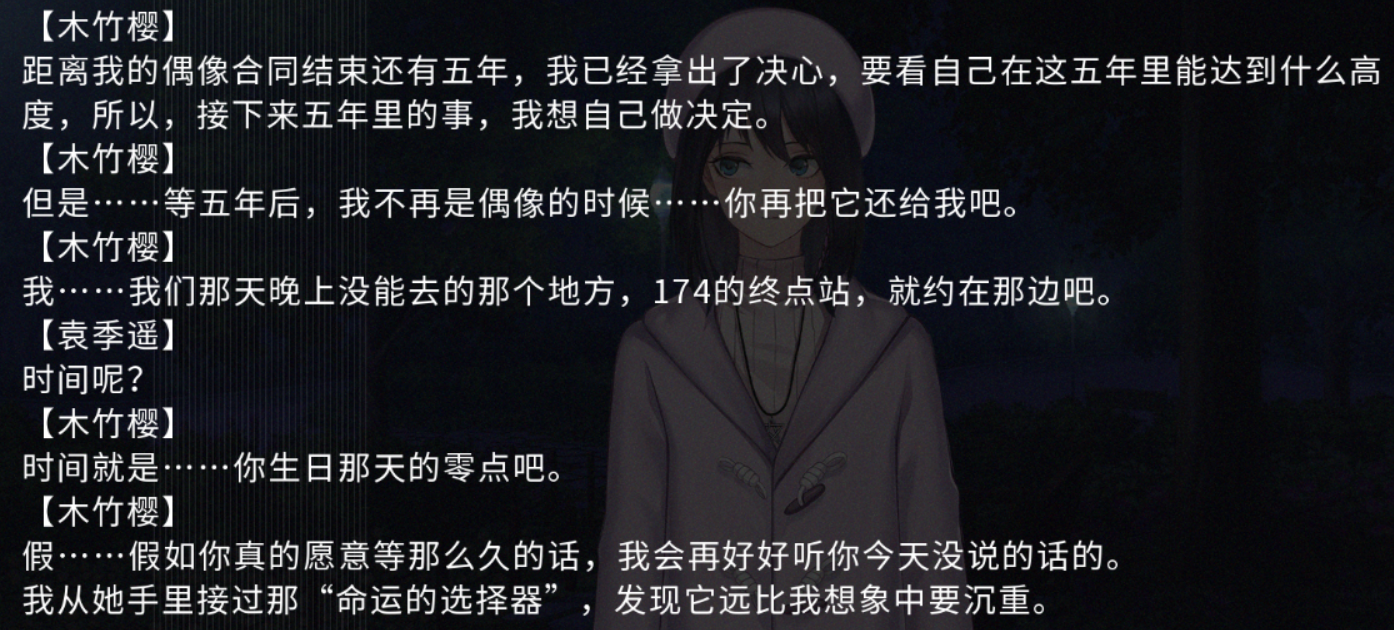 【木竹樱】
距离我的偶像合同结束还有五年，我已经拿出了决心，要看自己在这五年里能达到什么高
度，所以，接下来五年里的事，我想自己做决定。
【木竹樱】
但是……等五年后，我不再是偶像的时候……你再把它还给我吧。
【木竹樱】
我……我们那天晚上没能去的那个地方，174的终点站，就约在那边吧。
【袁季遥】
时间呢？
【木竹樱】
时间就是……你生日那天的零点吧。
【木竹樱】
假……假如你真的愿意等那么久的话，我会再好好听你今天没说的话的。
我从她手里接过那“命运的选择器”，发现它远比我想象中要沉重。